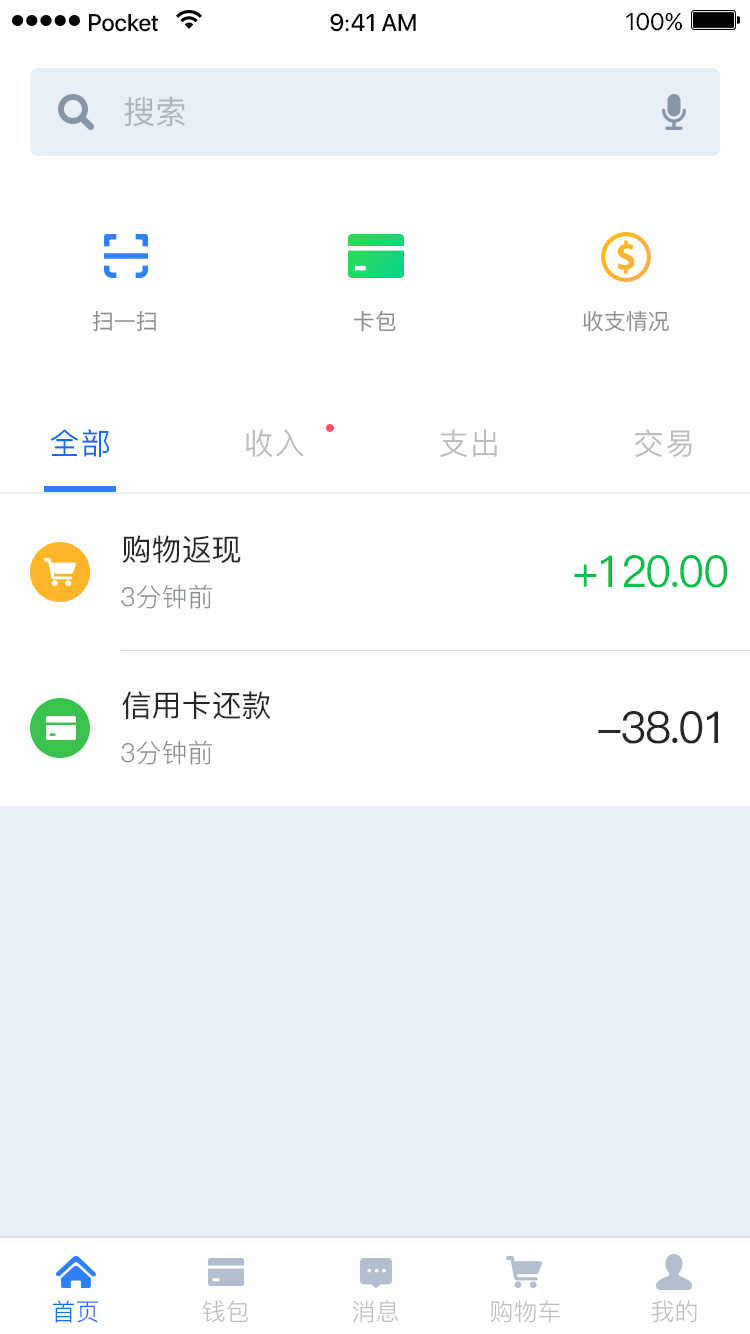 Pocket 9:41 AM 100%
搜索
扫一扫 卡包 收支情况
全部 收入 支出 交易
购物返现
+120.00
3分钟前
信用卡还款
–38.01
3分钟前
首页 钱包 消息 购物车 我的